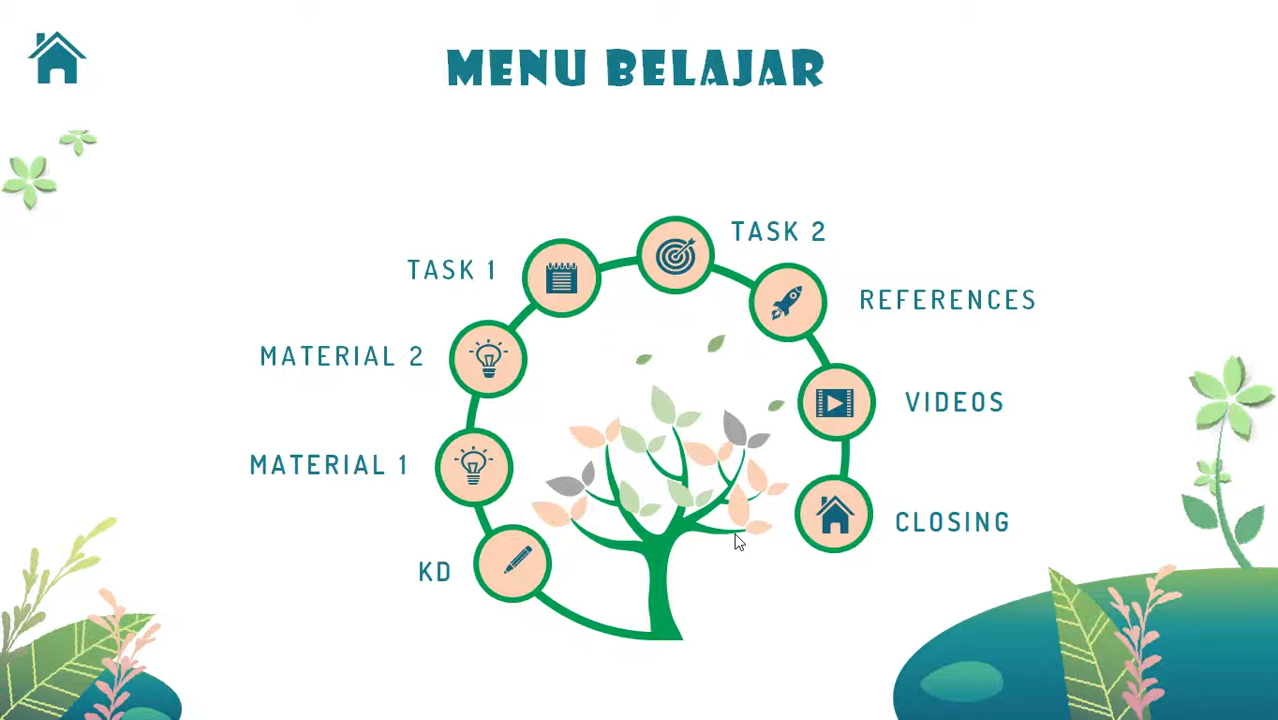 MENU BELAJAR
TASK 2
TASK 1
REFERENCES
MATERIAL 2
VIDEOS
MATERIAL 1
CLOSING
KD